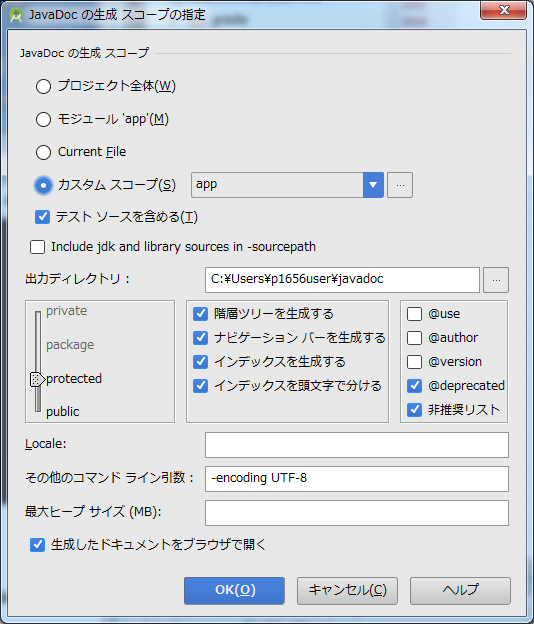 JavaDoc の生成 スコープの指定
JavaDoc の生成 スコープ
プロジェクト全体(W)
モジュール 'app'(M)
Current File
カスタム スコープ(S) app ...
テスト ソースを含める(T)
Include jdk and library sources in -sourcepath
出力ディレクトリ : C:¥Users¥p1656user¥javadoc ...
private 階層ツリーを生成する @use
package ナビゲーション バーを生成する @author
インデックスを生成する @version
protected インデックスを頭文字で分ける @deprecated
public 非推奨リスト
Locale:
その他のコマンド ライン引数 : -encoding UTF-8
最大ヒープ サイズ (MB):
生成したドキュメントをブラウザで開く
OK(O) キャンセル(C) ヘルプ